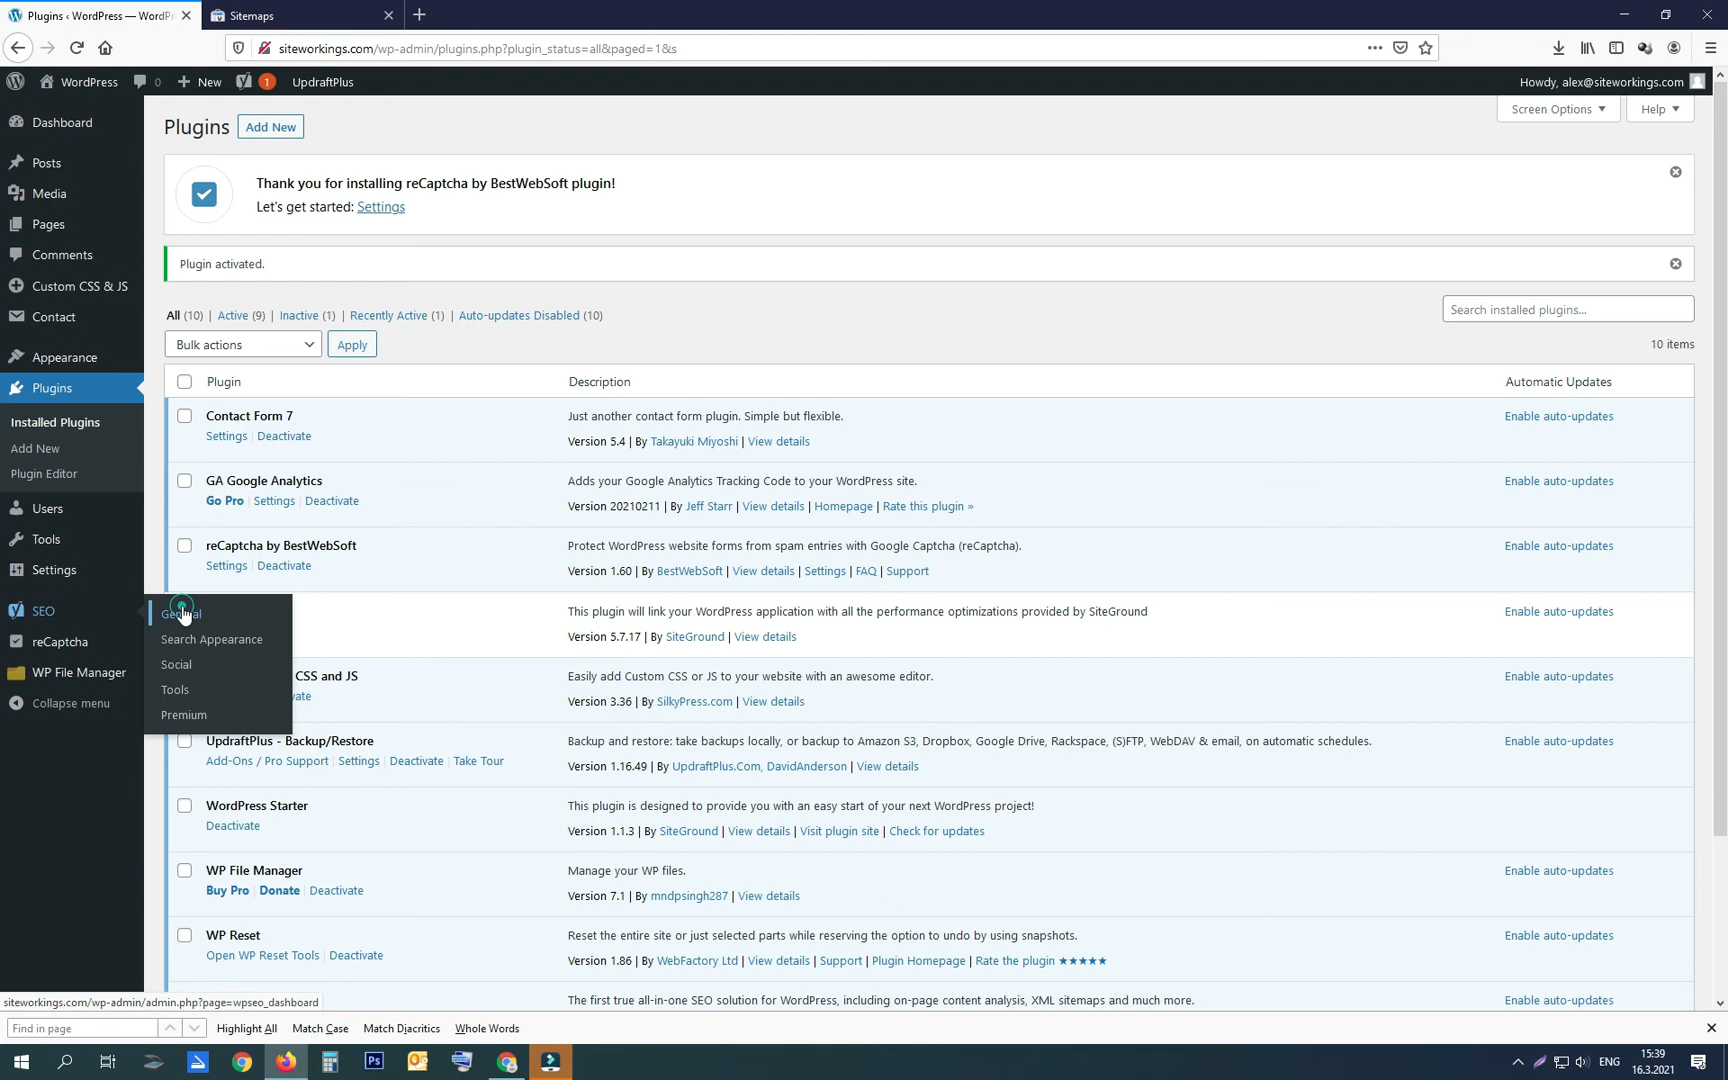 Plugins ‹ WordPress — WordPr
Sitemaps
siteworkings.com/wp-admin/plugins.php?plugin_status=all&paged=1&s
WordPress 0 New 1 UpdraftPlus Howdy, alex@siteworkings.com
Screen Options Help
Dashboard
Posts
Media
Pages
Comments
Custom CSS & JS
Contact
Appearance
Plugins
Installed Plugins
Add New
Plugin Editor
Users
Tools
Settings
SEO
reCaptcha
WP File Manager
Collapse menu
General
Search Appearance
Social
Tools
Premium
Plugins Add New
Thank you for installing reCaptcha by BestWebSoft plugin!
Let's get started: Settings
Plugin activated.
All (10) | Active (9) | Inactive (1) | Recently Active (1) | Auto-updates Disabled (10)
Search installed plugins...
Bulk actions Apply 10 items
Plugin Description Automatic Updates
Contact Form 7 Just another contact form plugin. Simple but flexible. Enable auto-updates
Settings | Deactivate Version 5.4 | By Takayuki Miyoshi | View details
GA Google Analytics Adds your Google Analytics Tracking Code to your WordPress site. Enable auto-updates
Go Pro | Settings | Deactivate Version 20210211 | By Jeff Starr | View details | Homepage | Rate this plugin »
reCaptcha by BestWebSoft Protect WordPress website forms from spam entries with Google Captcha (reCaptcha). Enable auto-updates
Settings | Deactivate Version 1.60 | By BestWebSoft | View details | Settings | FAQ | Support
This plugin will link your WordPress application with all the performance optimizations provided by SiteGround Enable auto-updates
Version 5.7.17 | By SiteGround | View details
CSS and JS Easily add Custom CSS or JS to your website with an awesome editor. Enable auto-updates
vate Version 3.36 | By SilkyPress.com | View details
UpdraftPlus - Backup/Restore Backup and restore: take backups locally, or backup to Amazon S3, Dropbox, Google Drive, Rackspace, (S)FTP, WebDAV & email, on automatic schedules. Enable auto-updates
Add-Ons / Pro Support | Settings | Deactivate | Take Tour Version 1.16.49 | By UpdraftPlus.Com, DavidAnderson | View details
WordPress Starter This plugin is designed to provide you with an easy start of your next WordPress project!
Deactivate Version 1.1.3 | By SiteGround | View details | Visit plugin site | Check for updates
WP File Manager Manage your WP files. Enable auto-updates
Buy Pro | Donate | Deactivate Version 7.1 | By mndpsingh287 | View details
WP Reset Reset the entire site or just selected parts while reserving the option to undo by using snapshots. Enable auto-updates
Open WP Reset Tools | Deactivate Version 1.86 | By WebFactory Ltd | View details | Support | Plugin Homepage | Rate the plugin ★★★★★
The first true all-in-one SEO solution for WordPress, including on-page content analysis, XML sitemaps and much more. Enable auto-updates
siteworkings.com/wp-admin/admin.php?page=wpseo_dashboard
Find in page Highlight All Match Case Match Diacritics Whole Words
ENG
15:39
16.3.2021